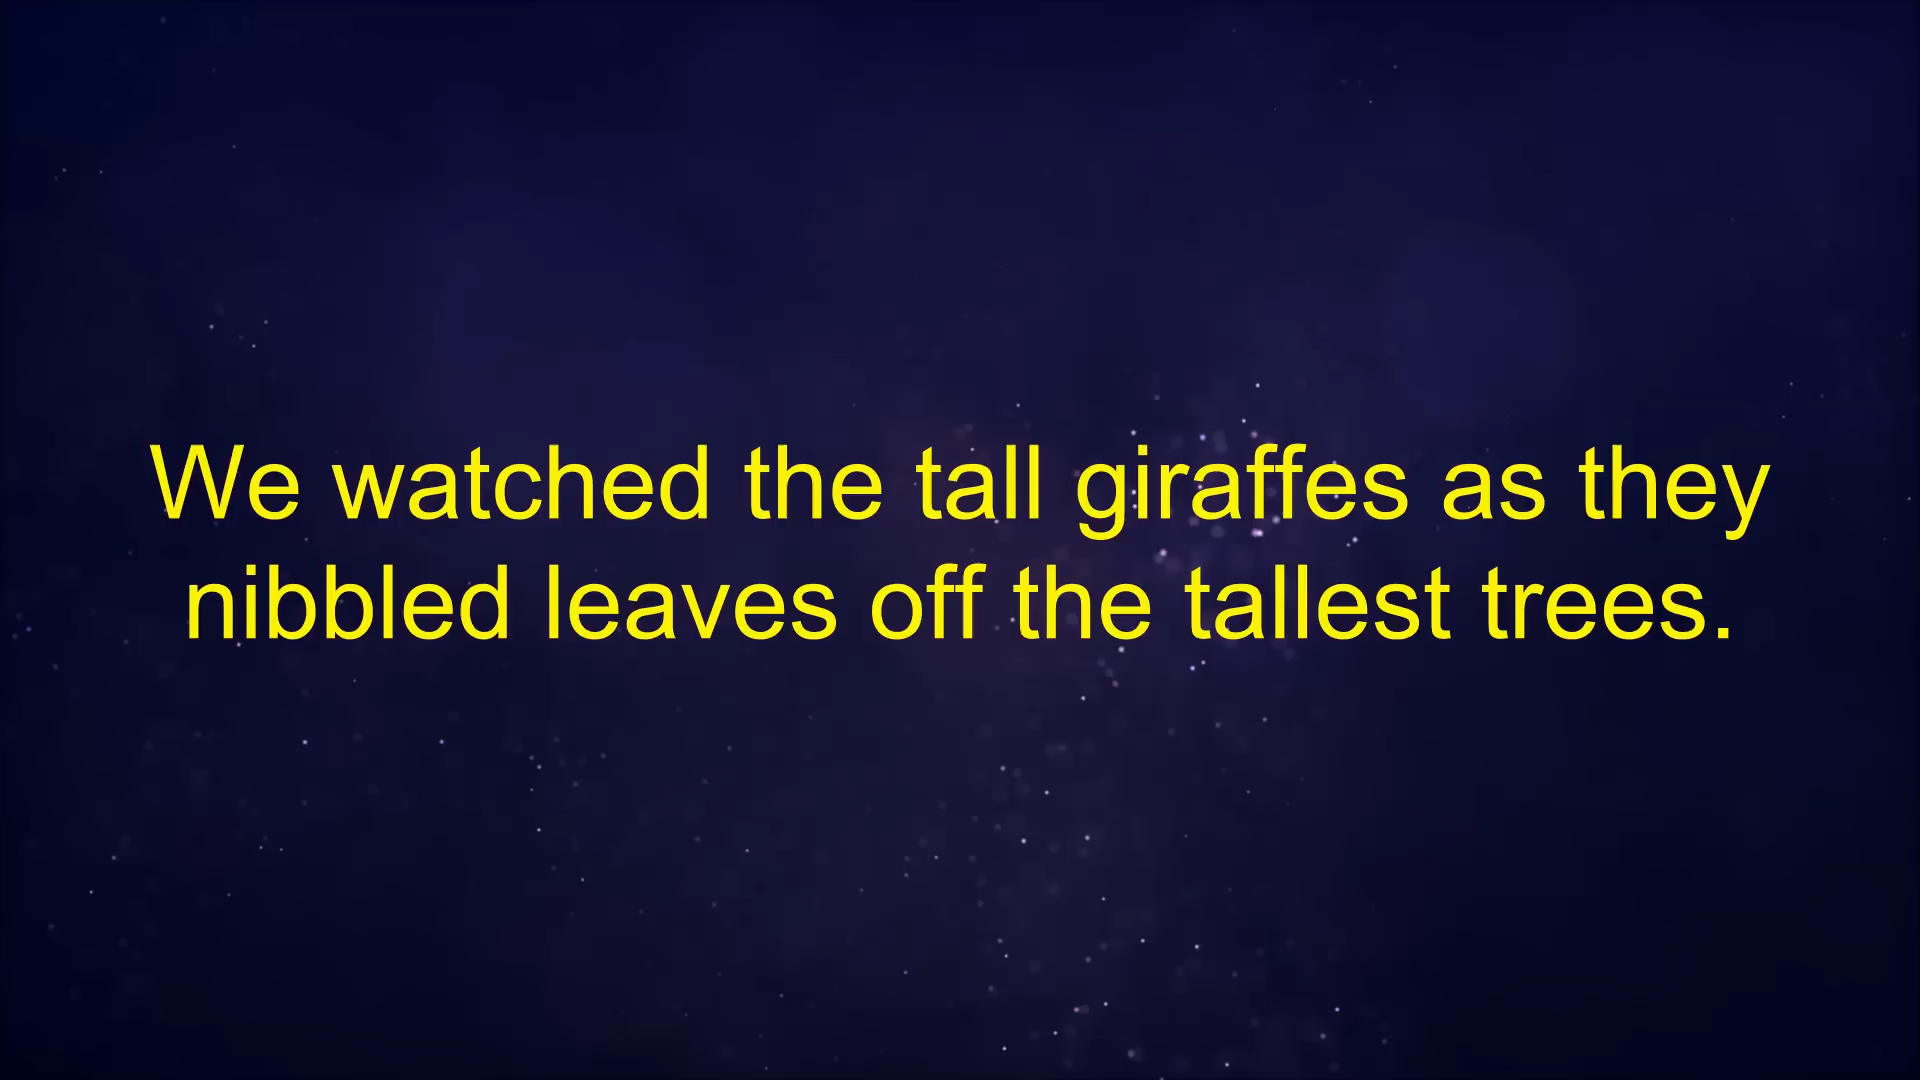 We watched the tall giraffes as they
nibbled leaves off the tallest trees.